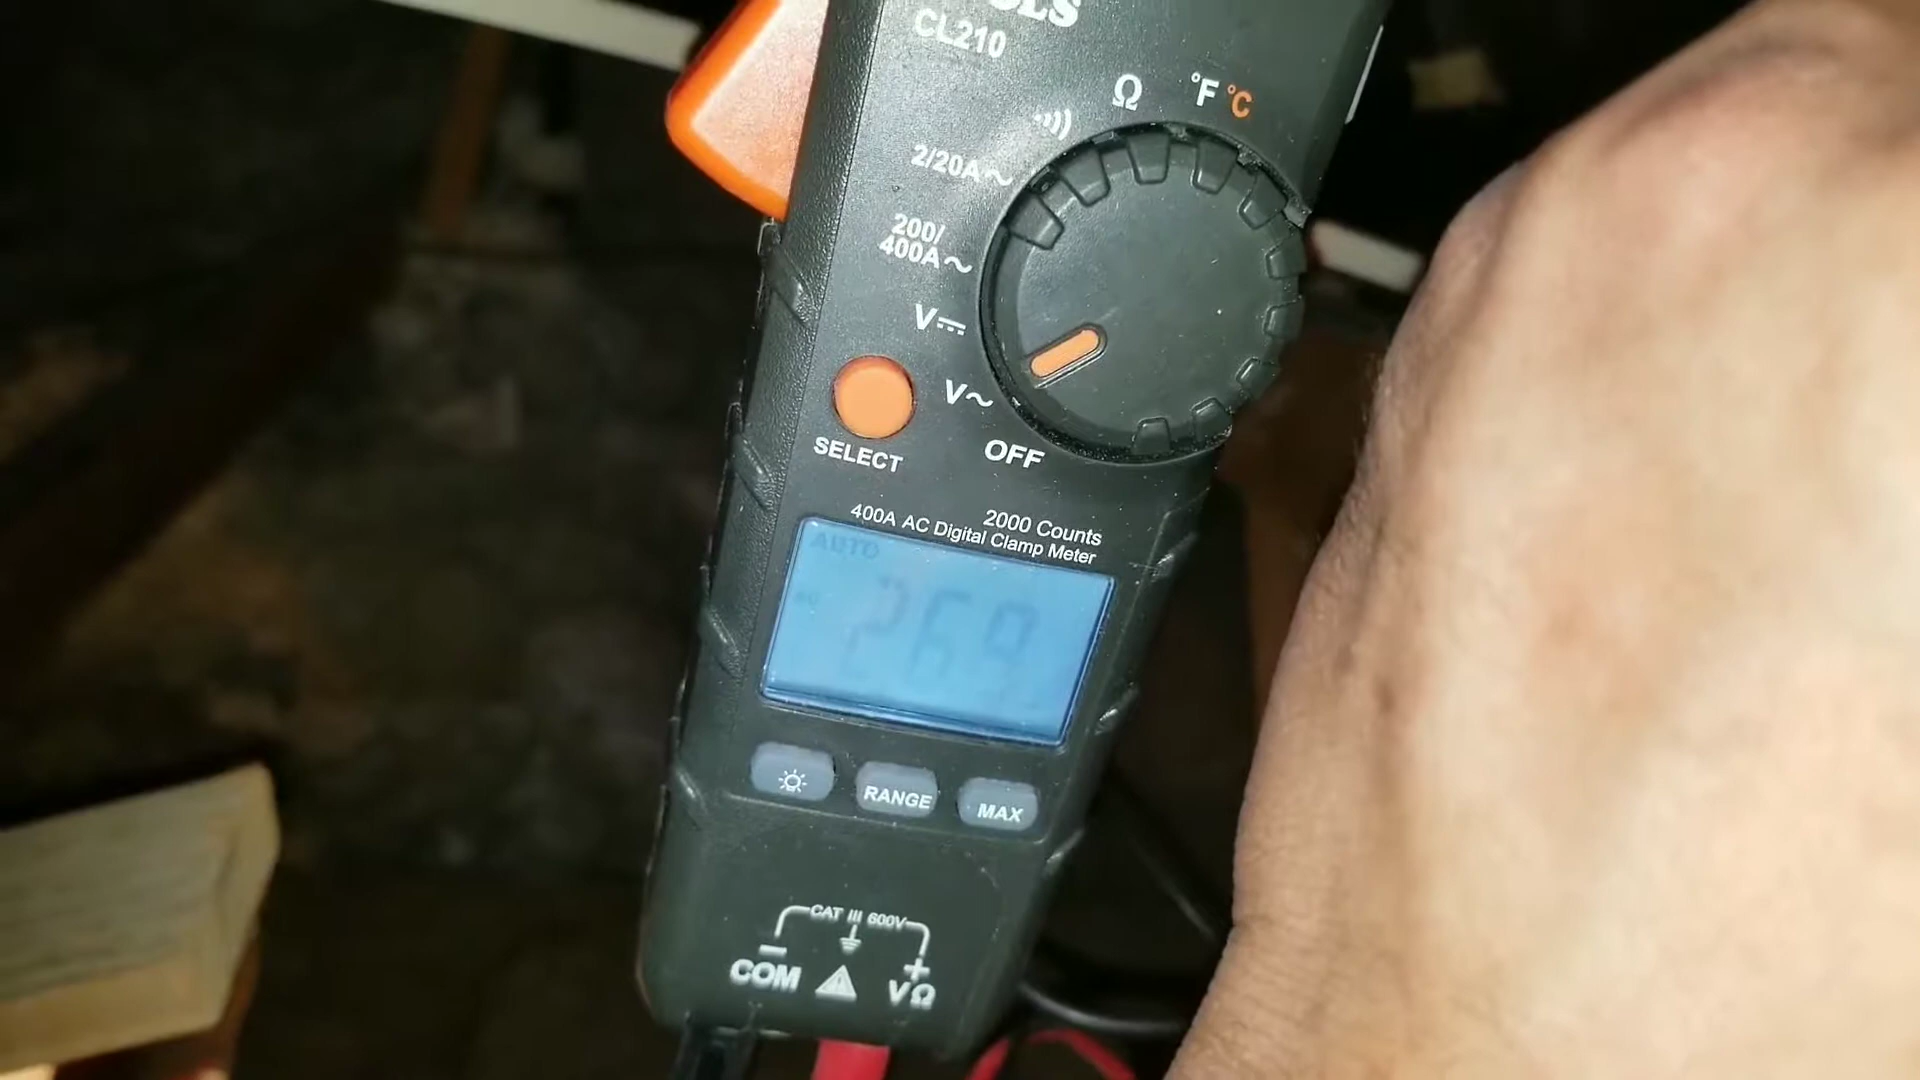 CL210
Ω °F °C
2/20A~
200/
400A~
V⎓
V~
OFF
SELECT
2000 Counts
400A AC Digital Clamp Meter
AUTO
RANGE
MAX
CAT III 600V
COM
VΩ